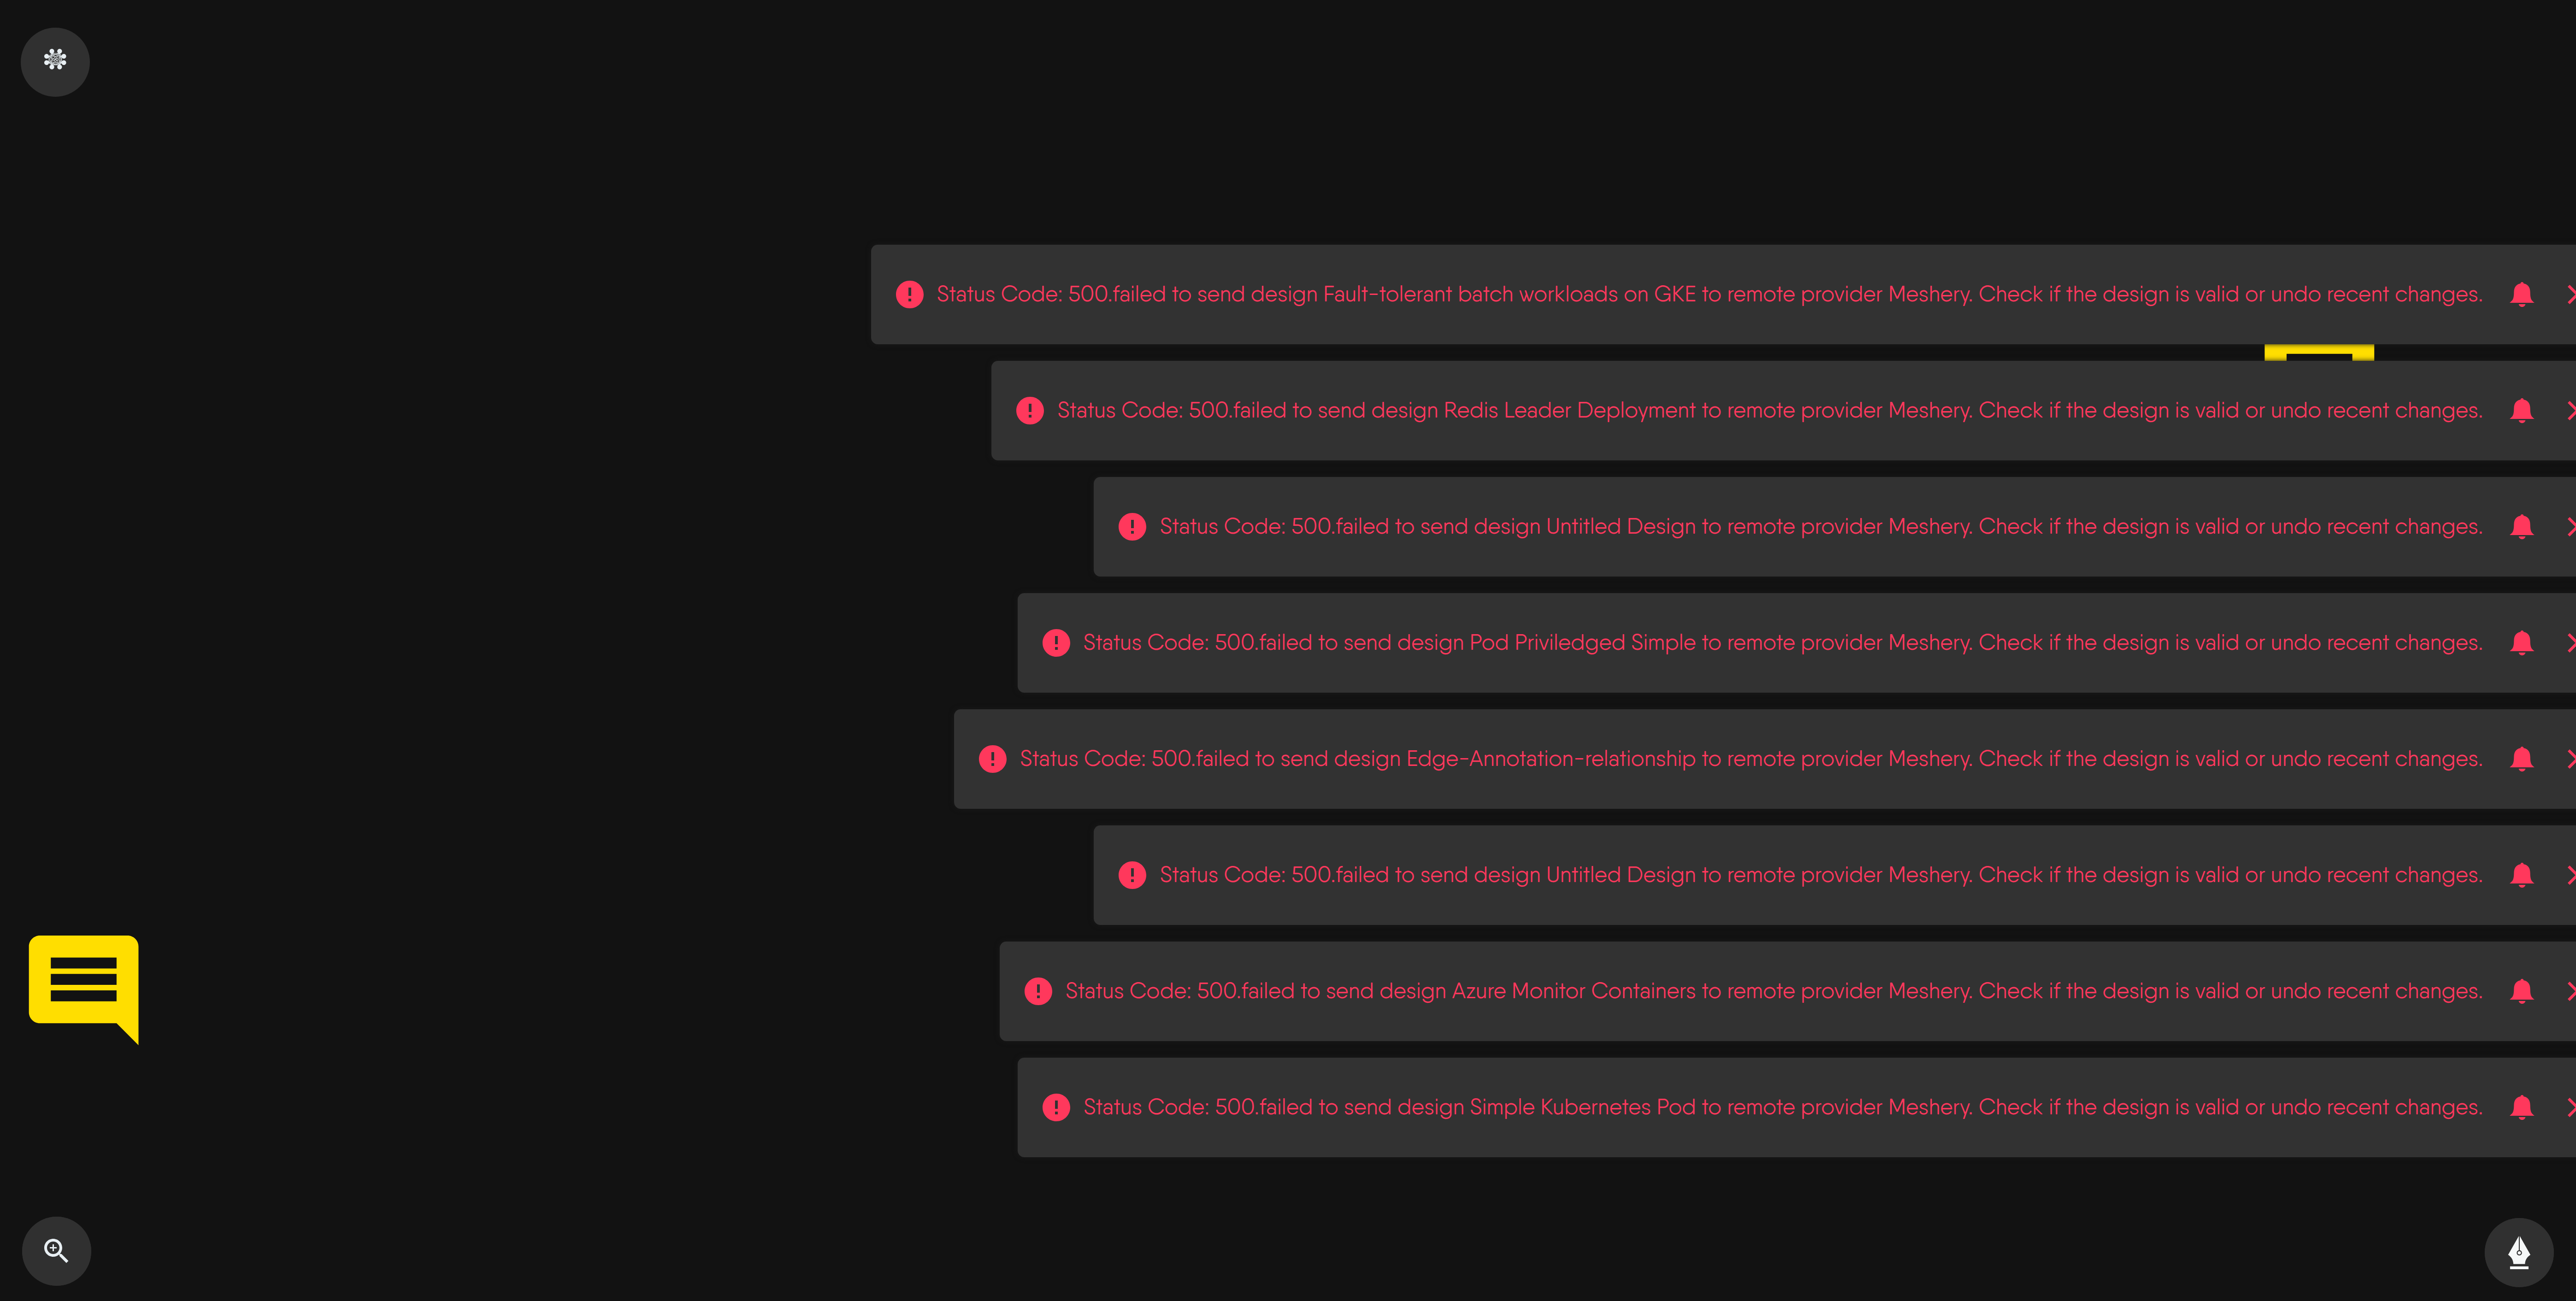 Status Code: 500.failed to send design Fault-tolerant batch workloads on GKE to remote provider Meshery. Check if the design is valid or undo recent changes.
Status Code: 500.failed to send design Redis Leader Deployment to remote provider Meshery. Check if the design is valid or undo recent changes.
Status Code: 500.failed to send design Untitled Design to remote provider Meshery. Check if the design is valid or undo recent changes.
Status Code: 500.failed to send design Pod Priviledged Simple to remote provider Meshery. Check if the design is valid or undo recent changes.
Status Code: 500.failed to send design Edge-Annotation-relationship to remote provider Meshery. Check if the design is valid or undo recent changes.
Status Code: 500.failed to send design Untitled Design to remote provider Meshery. Check if the design is valid or undo recent changes.
Status Code: 500.failed to send design Azure Monitor Containers to remote provider Meshery. Check if the design is valid or undo recent changes.
Status Code: 500.failed to send design Simple Kubernetes Pod to remote provider Meshery. Check if the design is valid or undo recent changes.